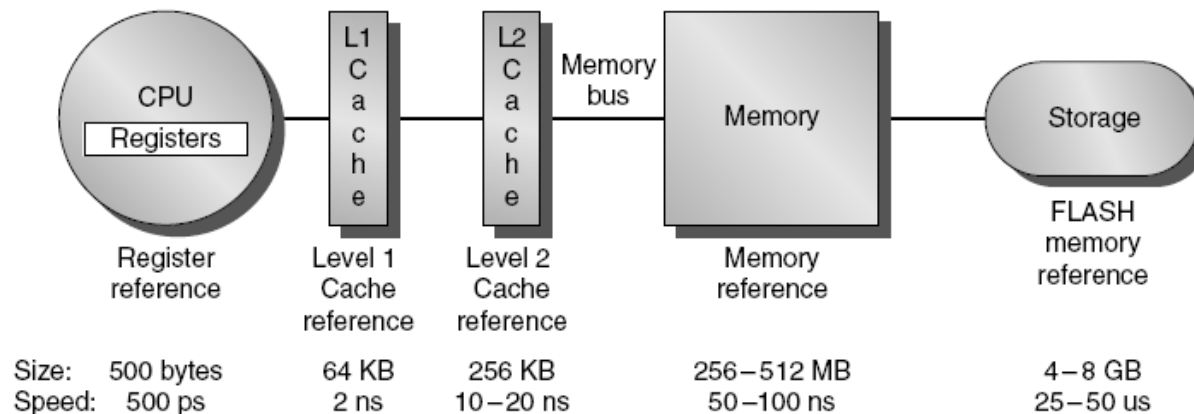 CPU
Registers
L1
C
a
c
h
e
L2
C
a
c
h
e
Memory
bus
Memory
Storage
Register
reference
Level 1
Cache
reference
Level 2
Cache
reference
Memory
reference
FLASH
memory
reference
Size: 500 bytes 64 KB 256 KB 256–512 MB 4–8 GB
Speed: 500 ps 2 ns 10–20 ns 50–100 ns 25–50 us